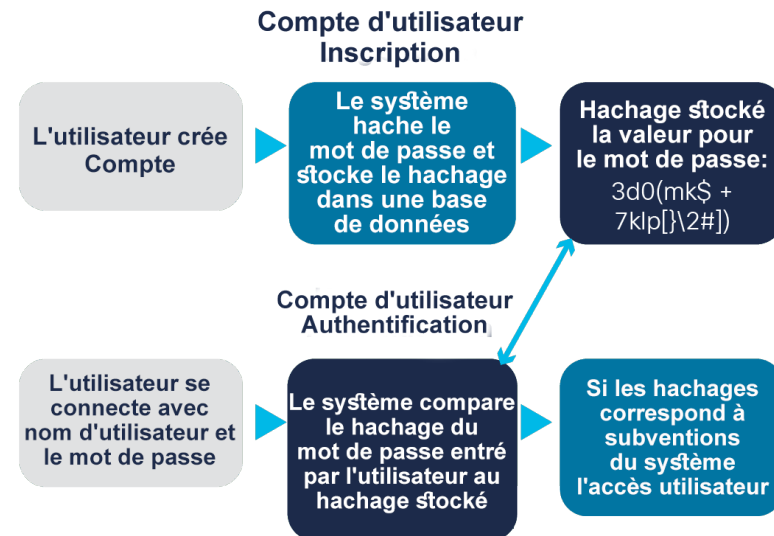 Compte d'utilisateur
Inscription
L'utilisateur crée
Compte
Le système
hache le
mot de passe et
stocke le hachage
dans une base
de données
Hachage stocké
la valeur pour
le mot de passe:
3d0(mk$ +
7klp[}\2#])
Compte d'utilisateur
Authentification
L'utilisateur se
connecte avec
nom d'utilisateur et
le mot de passe
Le système compare
le hachage du
mot de passe entré
par l'utilisateur au
hachage stocké
Si les hachages
correspond à
subventions
du système
l'accès utilisateur